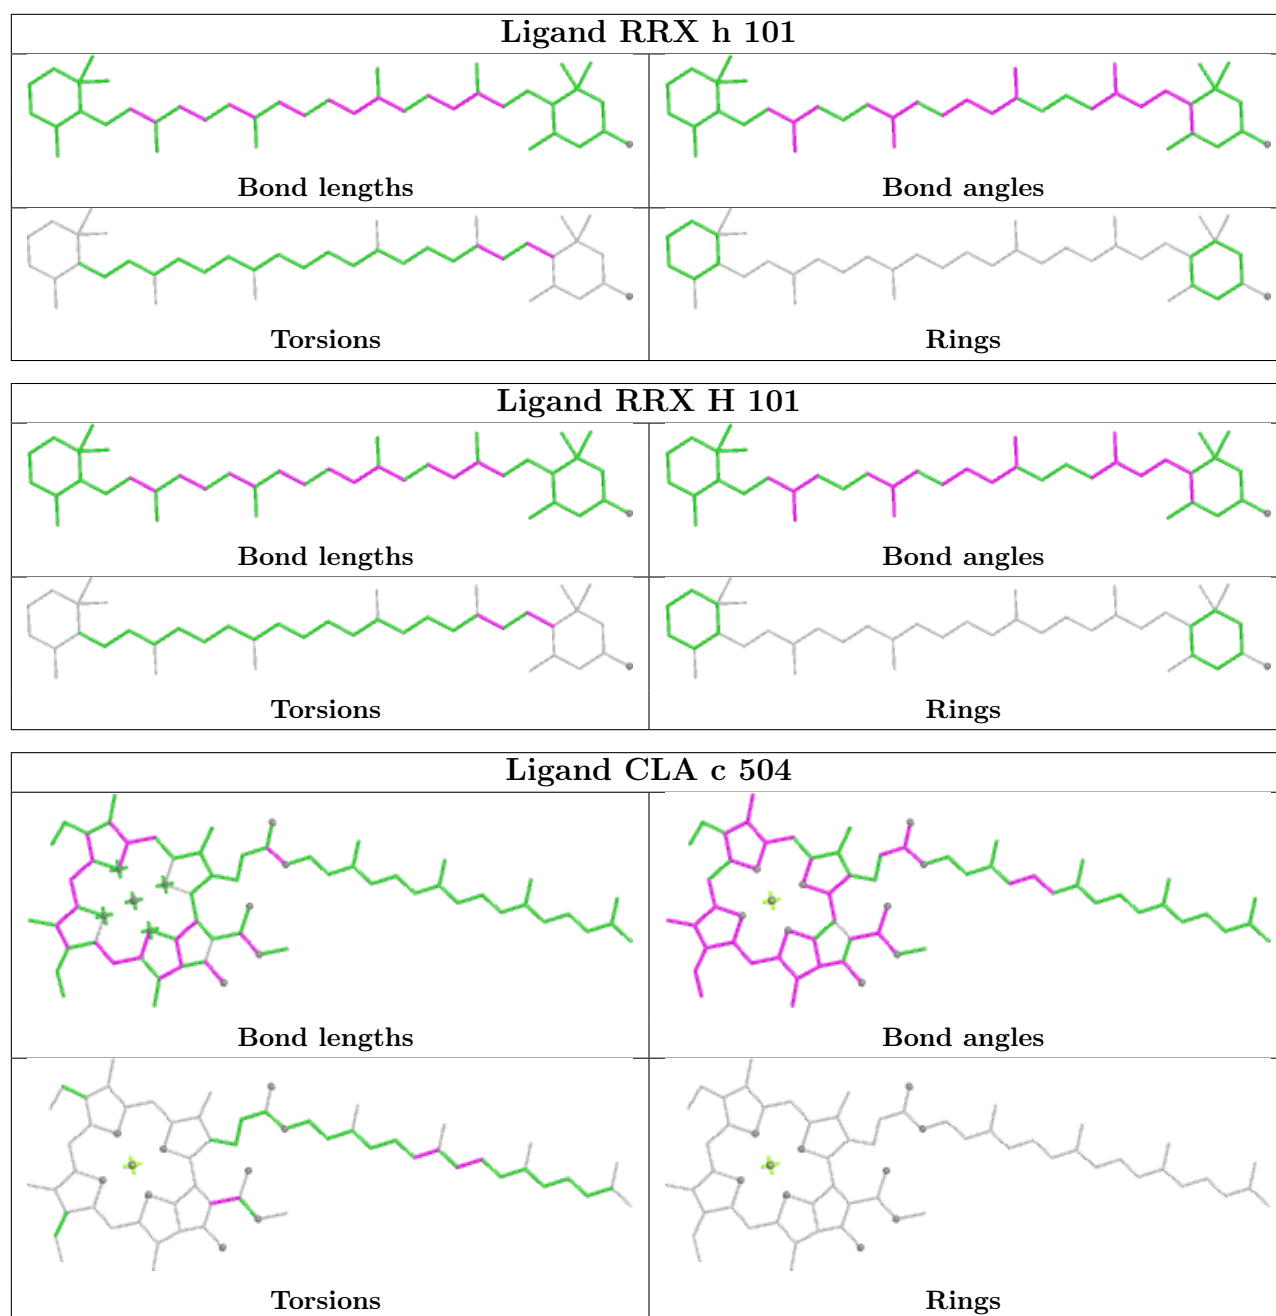 Ligand RRX h 101
Bond lengths
Bond angles
Torsions
Rings
Ligand RRX H 101
Bond lengths
Bond angles
Torsions
Rings
Ligand CLA c 504
Bond lengths
Bond angles
Torsions
Rings